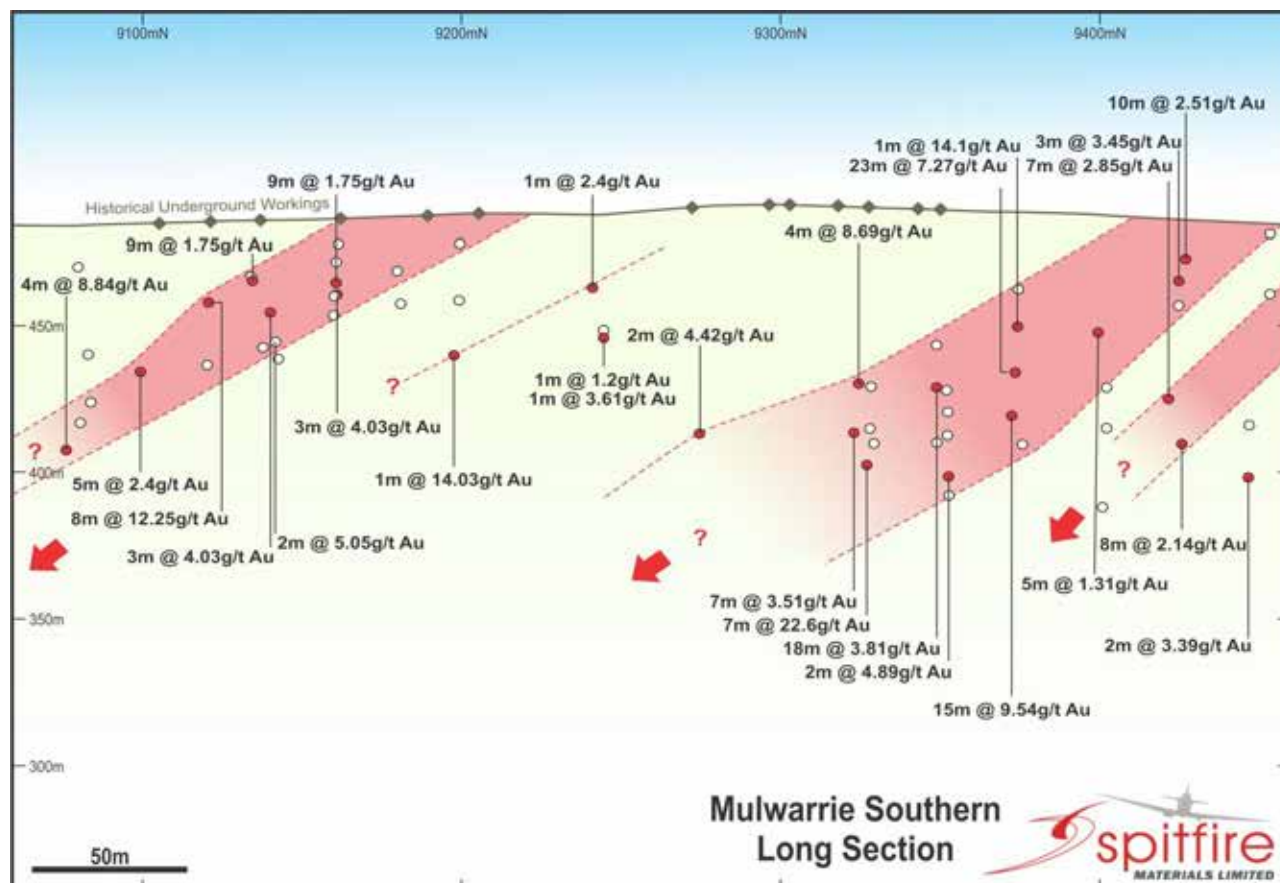 9100mN
9200mN
9300mN
9400mN
10m @ 2.51g/t Au
1m @ 14.1g/t Au
3m @ 3.45g/t Au
23m @ 7.27g/t Au
7m @ 2.85g/t Au
9m @ 1.75g/t Au
1m @ 2.4g/t Au
Historical Underground Workings
9m @ 1.75g/t Au
4m @ 8.69g/t Au
4m @ 8.84g/t Au
450m
2m @ 4.42g/t Au
?
1m @ 1.2g/t Au
1m @ 3.61g/t Au
3m @ 4.03g/t Au
?
400m
1m @ 14.03g/t Au
?
5m @ 2.4g/t Au
8m @ 12.25g/t Au
3m @ 4.03g/t Au
2m @ 5.05g/t Au
?
8m @ 2.14g/t Au
5m @ 1.31g/t Au
350m
7m @ 3.51g/t Au
7m @ 22.6g/t Au
18m @ 3.81g/t Au
2m @ 4.89g/t Au
2m @ 3.39g/t Au
15m @ 9.54g/t Au
300m
Mulwarrie Southern
Long Section
50m
spitfire
MATERIALS LIMITED